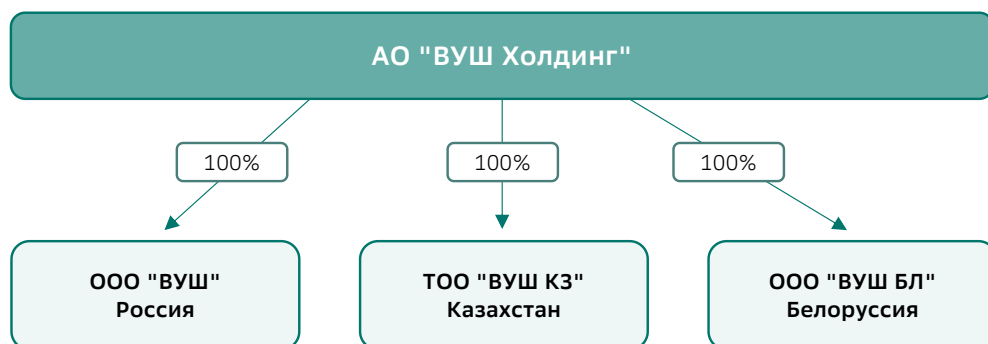 АО "ВУШ Холдинг"
100%
100%
100%
ООО "ВУШ"
Россия
ТОО "ВУШ КЗ"
Казахстан
ООО "ВУШ БЛ"
Белоруссия